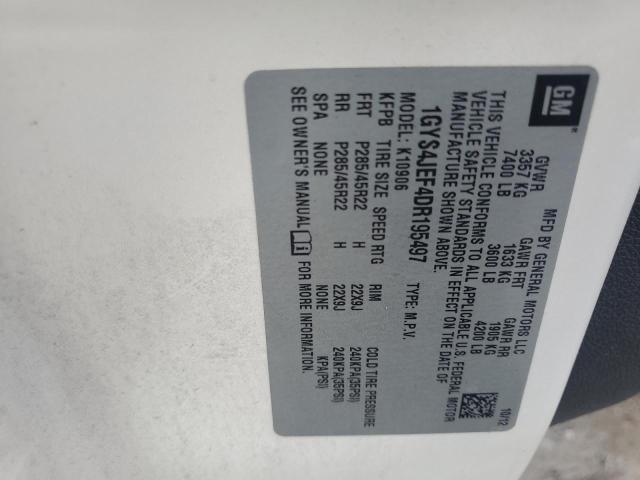 GM
®
MFD BY GENERAL MOTORS LLC 10/12
GVWR GAWR FRT GAWR RR
3357 KG 1633 KG 1905 KG
7400 LB 3600 LB 4200 LB
THIS VEHICLE CONFORMS TO ALL APPLICABLE U.S. FEDERAL MOTOR
VEHICLE SAFETY STANDARDS IN EFFECT ON THE DATE OF
MANUFACTURE SHOWN ABOVE.
1GYS4JEF4DR195497 TYPE: M.P.V.
MODEL: K10906
KFPB TIRE SIZE SPEED RTG RIM COLD TIRE PRESSURE
FRT P285/45R22 H 22X9J 240KPA(35PSI)
RR P285/45R22 H 22X9J 240KPA(35PSI)
SPA NONE NONE KPA(PSI)
SEE OWNER'S MANUAL i FOR MORE INFORMATION.